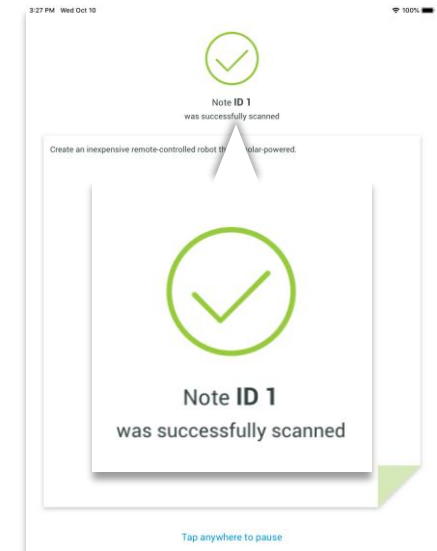 3:27 PM Wed Oct 10 100%
Note ID 1
was successfully scanned
Create an inexpensive remote-controlled robot th olar-powered.
Note ID 1
was successfully scanned
Tap anywhere to pause